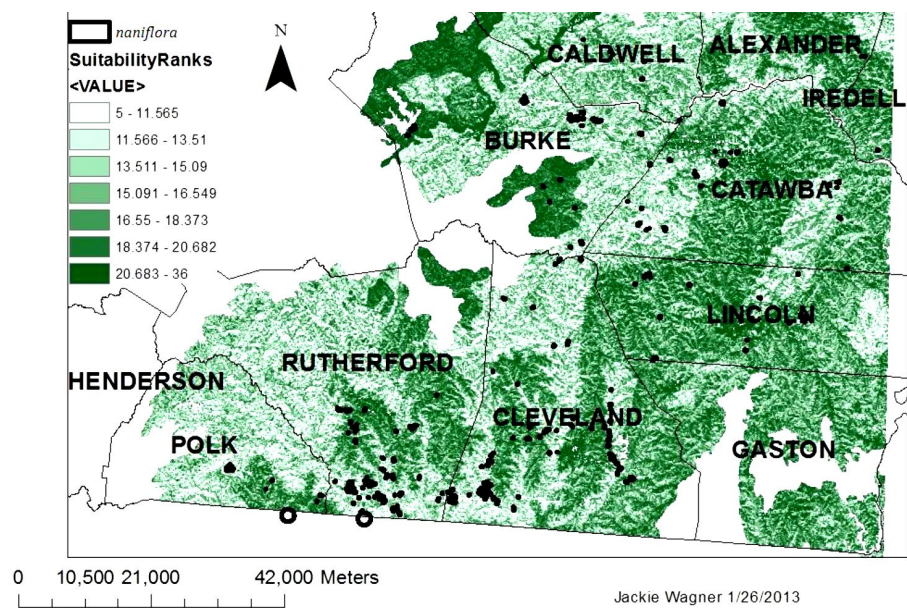 naniflora
SuitabilityRanks
<VALUE>
5 - 11.565
11.566 - 13.51
13.511 - 15.09
15.091 - 16.549
16.55 - 18.373
18.374 - 20.682
20.683 - 36
N
CALDWELL
ALEXANDER
IREDELL
BURKE
CATAWBA
LINCOLN
RUTHERFORD
HENDERSON
CLEVELAND
POLK
GASTON
0 10,500 21,000 42,000 Meters
Jackie Wagner 1/26/2013